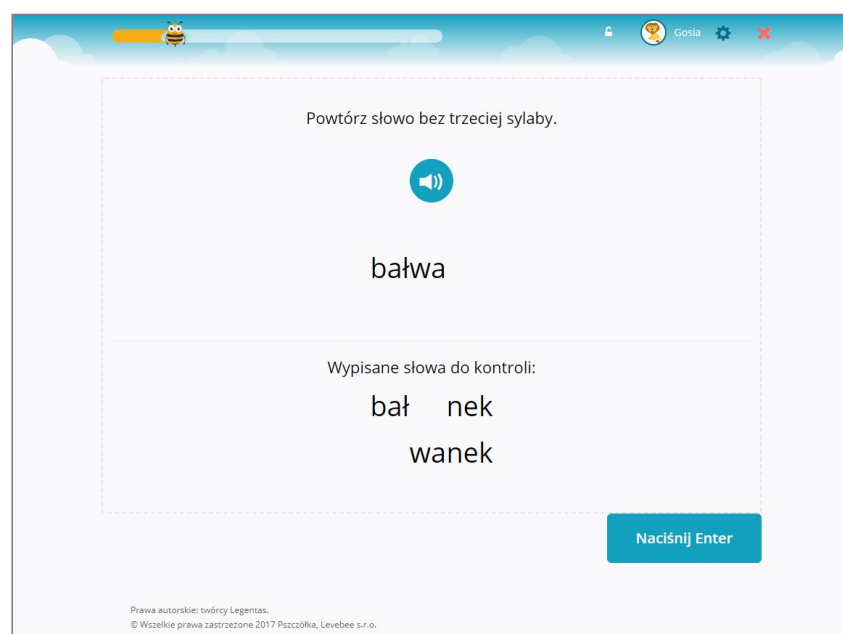 Gosia
Powtórz słowo bez trzeciej sylaby.
bałwa
Wypisane słowa do kontroli:
bał nek
wanek
Naciśnij Enter
Prawa autorskie: twórcy Legentas.
© Wszelkie prawa zastrzeżone 2017 Pszczółka, Levebee s.r.o.